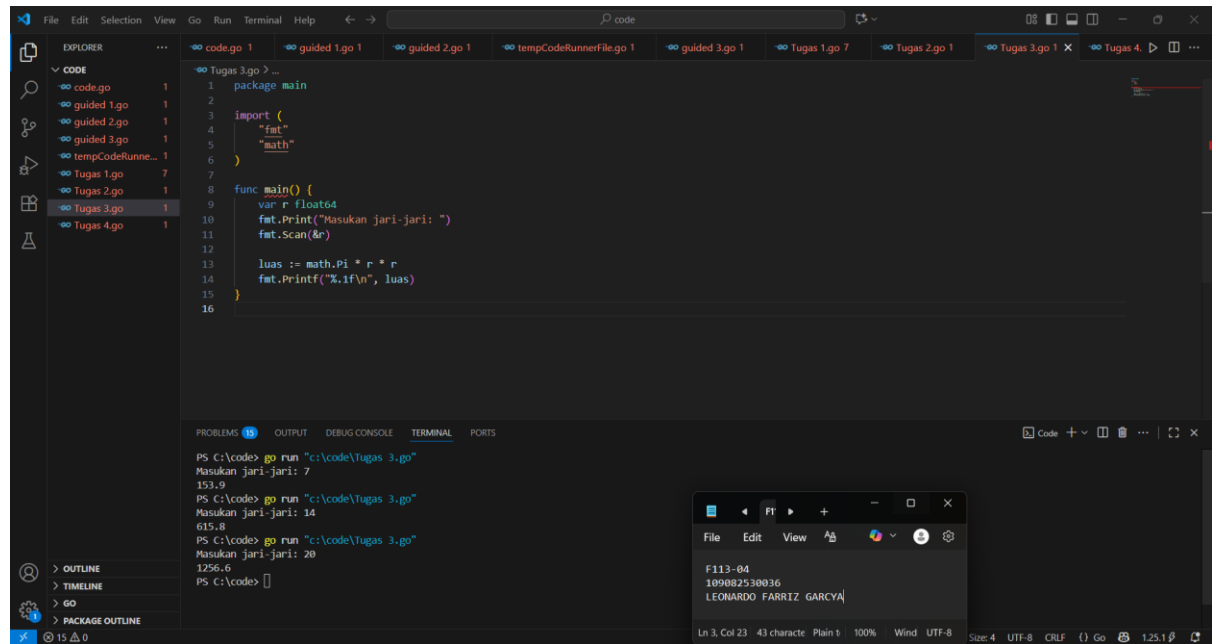 File Edit Selection View Go Run Terminal Help
code
EXPLORER
code.go 1
guided 1.go 1
guided 2.go 1
tempCodeRunnerFile.go 1
guided 3.go 1
Tugas 1.go 7
Tugas 2.go 1
Tugas 3.go 1
Tugas 4.
CODE
code.go 1
guided 1.go 1
guided 2.go 1
guided 3.go 1
tempCodeRunne... 1
Tugas 1.go 7
Tugas 2.go 1
Tugas 3.go 1
Tugas 4.go 1
OUTLINE
TIMELINE
GO
PACKAGE OUTLINE
Tugas 3.go > ...
1 package main
2
3 import (
4 "fmt"
5 "math"
6 )
7
8 func main() {
9 var r float64
10 fmt.Print("Masukan jari-jari: ")
11 fmt.Scan(&r)
12
13 luas := math.Pi * r * r
14 fmt.Printf("%.1f\n", luas)
15 }
16
PROBLEMS 15 OUTPUT DEBUG CONSOLE TERMINAL PORTS
Code
PS C:\code> go run "c:\code\Tugas 3.go"
Masukan jari-jari: 7
153.9
PS C:\code> go run "c:\code\Tugas 3.go"
Masukan jari-jari: 14
615.8
PS C:\code> go run "c:\code\Tugas 3.go"
Masukan jari-jari: 20
1256.6
PS C:\code>
F1
File Edit View
F113-04
109082530036
LEONARDO FARRIZ GARCYA
Ln 3, Col 23 43 characte Plain t 100% Wind UTF-8
15 0
Size: 4 UTF-8 CRLF {} Go 1.25.1
1